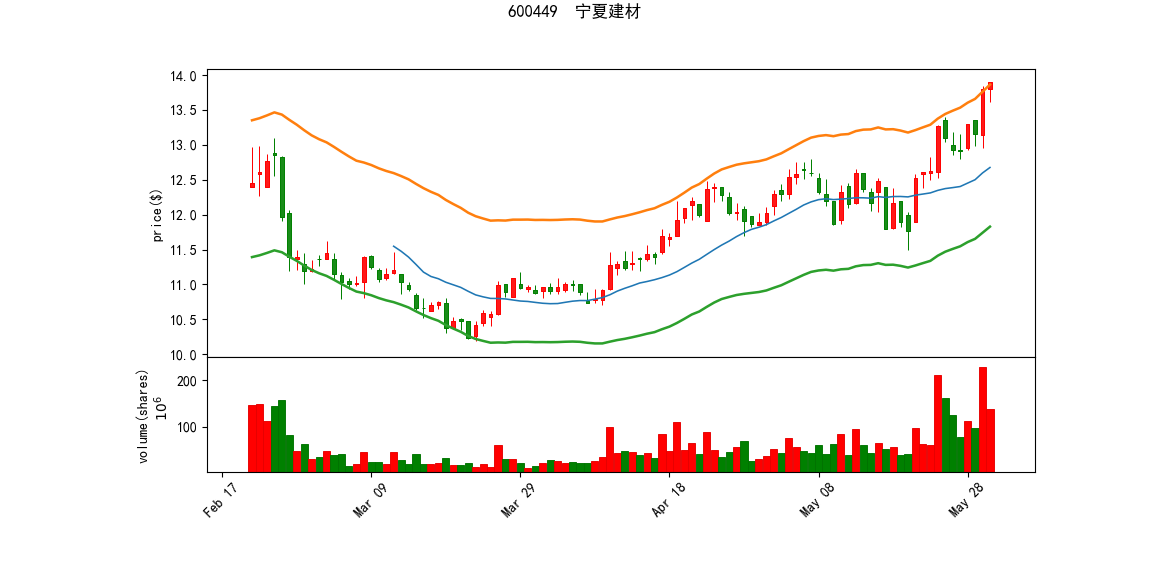 600449 宁夏建材
14.0
13.5
13.0
12.5
12.0
11.5
11.0
10.5
10.0
price($)
200
100
volume(shares)
10^6
Feb 17
Mar 09
Mar 29
Apr 18
May 08
May 28